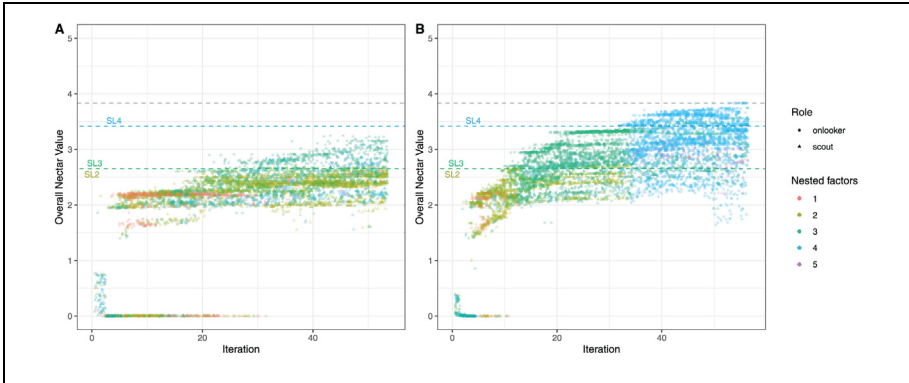 A
B
Overall Nectar Value
5
4
3
2
1
0
SL4
SL3
SL2
0
20
40
Iteration
Overall Nectar Value
5
4
3
2
1
0
SL4
SL3
SL2
0
20
40
Iteration
Role
onlooker
scout
Nested factors
1
2
3
4
5